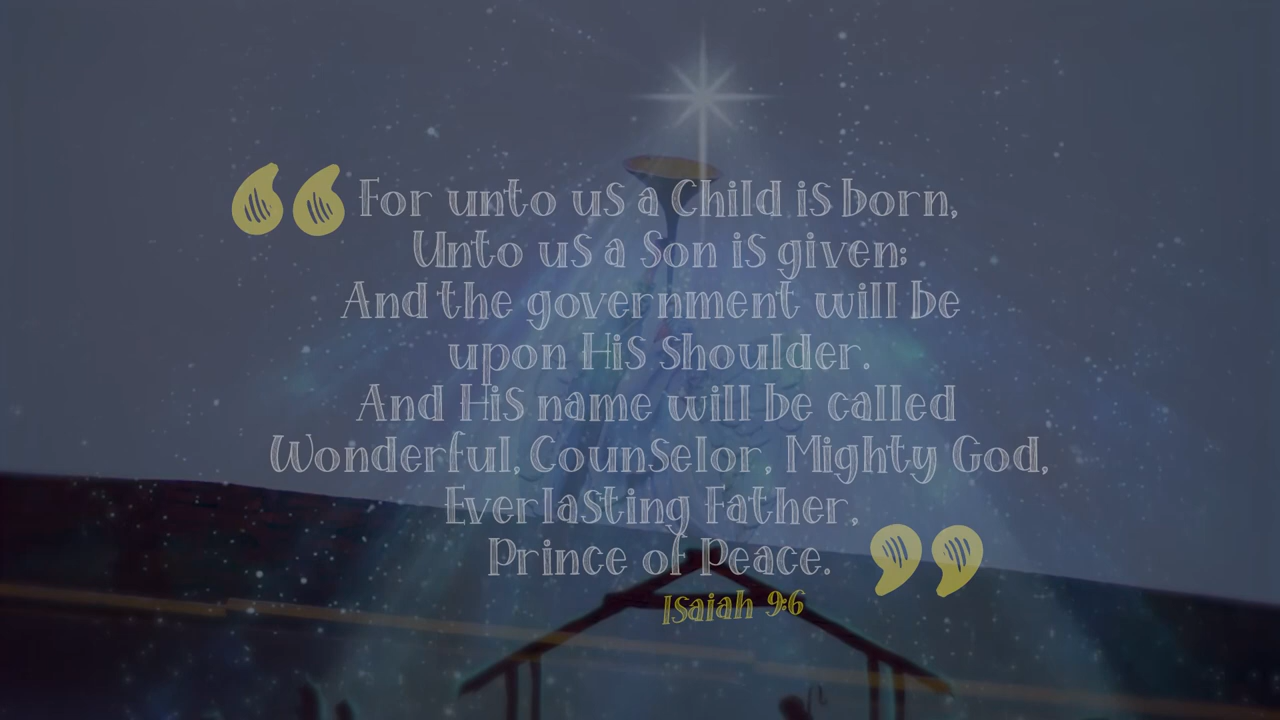 “For unto us a Child is born,
Unto us a Son is given;
And the government will be
upon His shoulder.
And His name will be called
Wonderful, Counselor, Mighty God,
Everlasting Father,
Prince of Peace.”
Isaiah 9:6